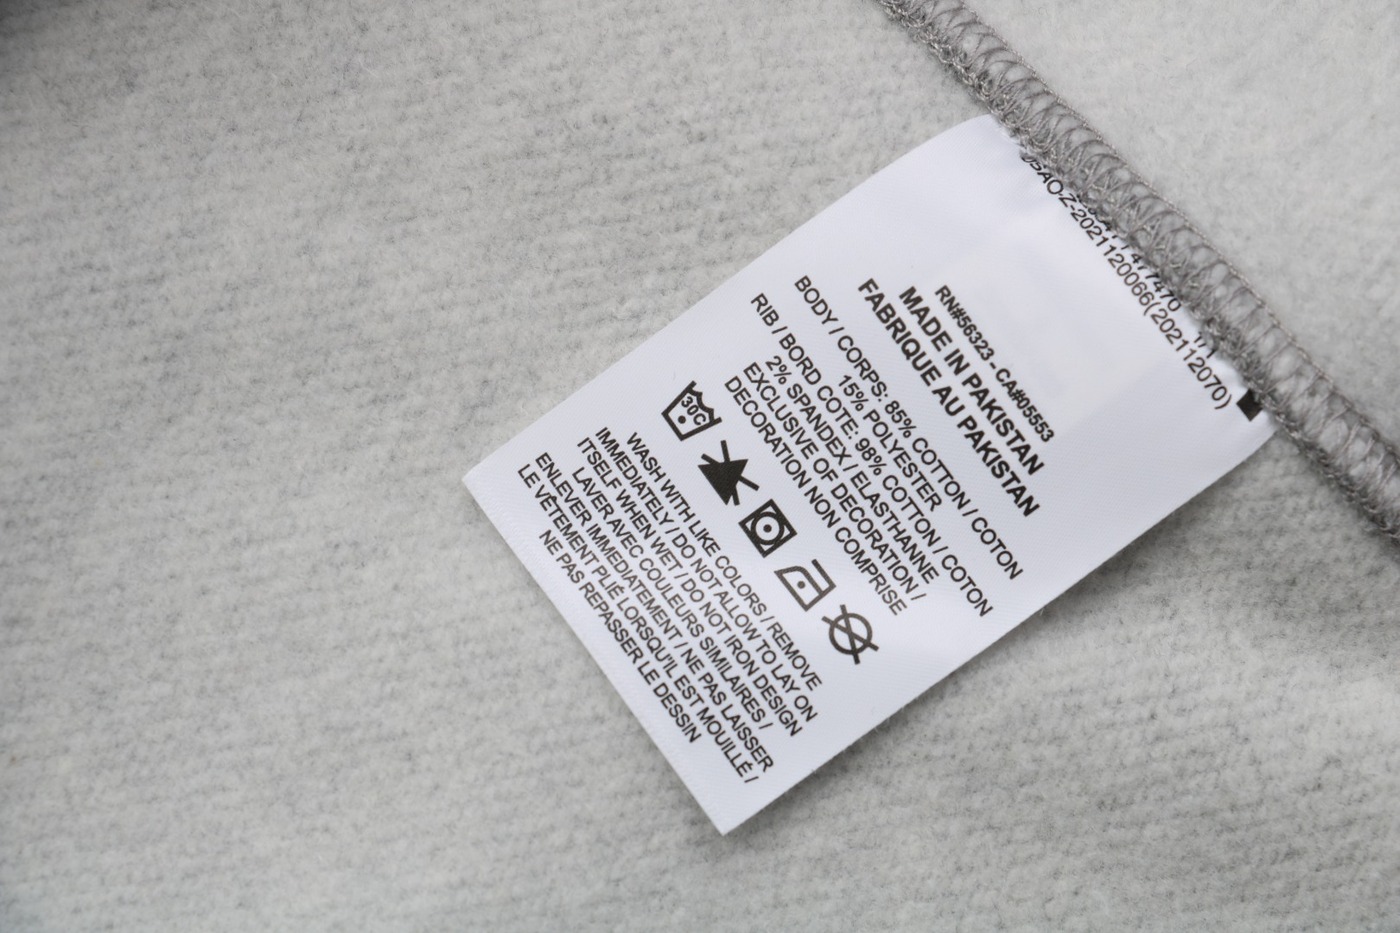 Z-2021120066(202112070)
RN#56323 - CA#05553
MADE IN PAKISTAN
FABRIQUE AU PAKISTAN
BODY / CORPS: 85% COTTON / COTON
15% POLYESTER
RIB / BORD COTE: 98% COTTON / COTON
2% SPANDEX / ELASTHANNE
EXCLUSIVE OF DECORATION /
DECORATION NON COMPRISE
30C
WASH WITH LIKE COLORS / REMOVE
IMMEDIATELY / DO NOT ALLOW TO LAY ON
ITSELF WHEN WET / DO NOT IRON DESIGN
LAVER AVEC COULEURS SIMILAIRES /
ENLEVER IMMEDIATEMENT / NE PAS LAISSER
LE VÊTEMENT PLIÉ LORSQU'IL EST MOUILLÉ /
NE PAS REPASSER LE DESSIN